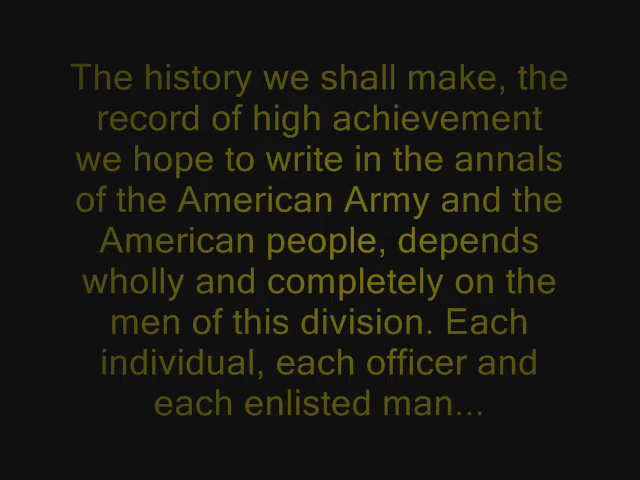 The history we shall make, the
record of high achievement
we hope to write in the annals
of the American Army and the
American people, depends
wholly and completely on the
men of this division. Each
individual, each officer and
each enlisted man...